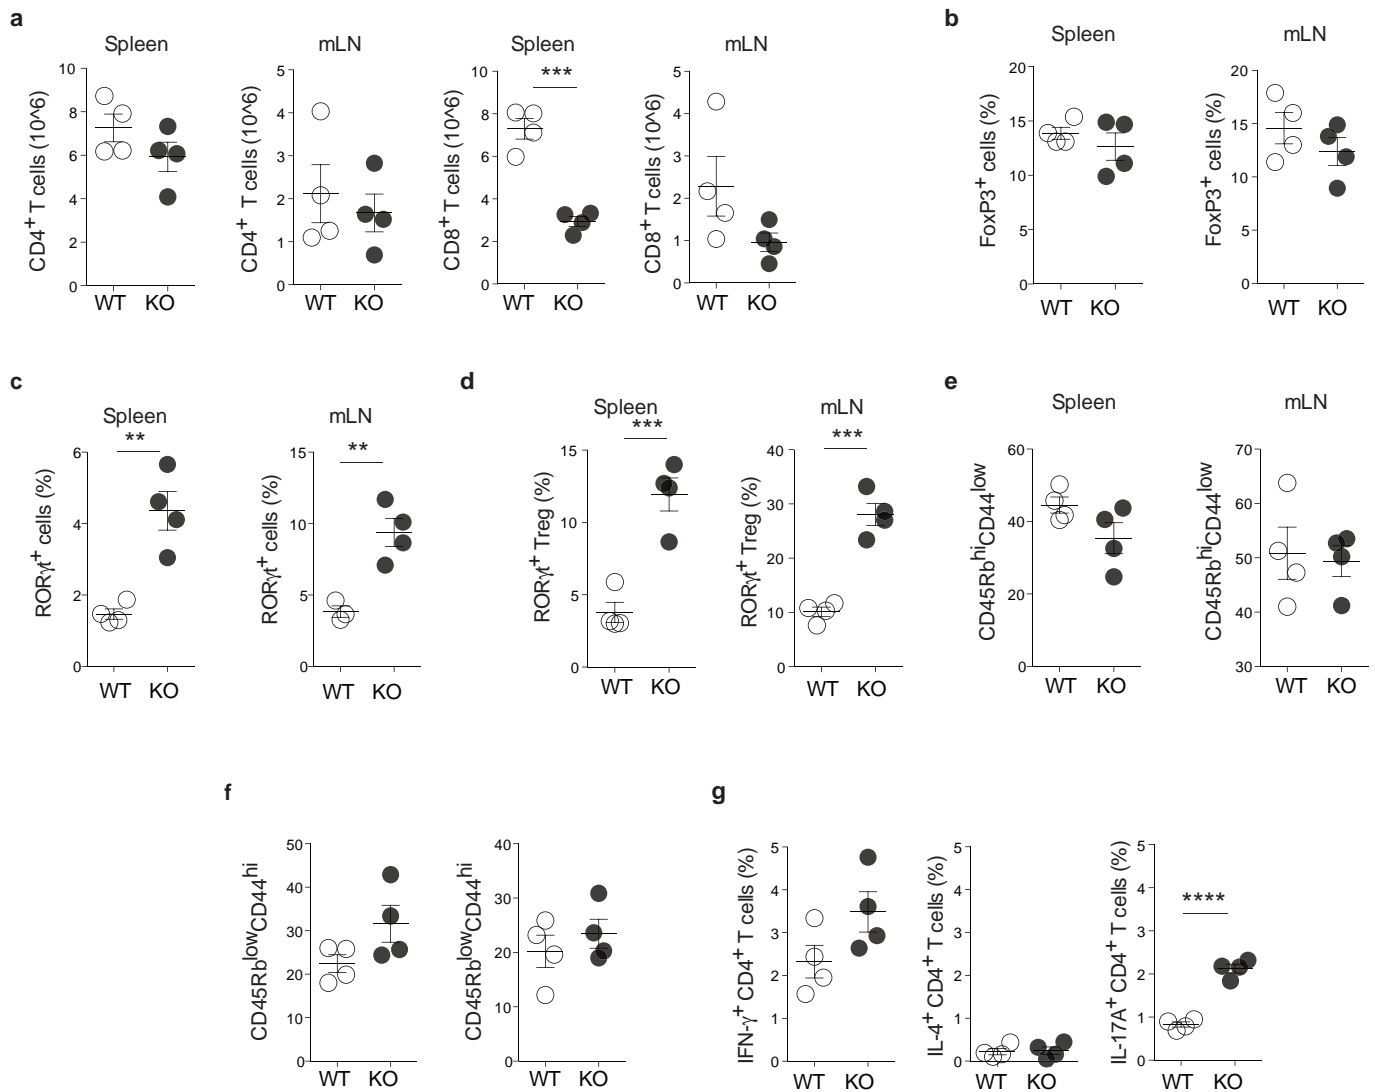 a
Spleen
CD4+ T cells (10^6)
10
8
6
4
2
0
WT KO
mLN
CD4+ T cells (10^6)
5
4
3
2
1
0
WT KO
Spleen
***
CD8+ T cells (10^6)
10
8
6
4
2
0
WT KO
mLN
CD8+ T cells (10^6)
5
4
3
2
1
0
WT KO
b
Spleen
FoxP3+ cells (%)
20
15
10
5
0
WT KO
mLN
FoxP3+ cells (%)
20
15
10
5
0
WT KO
c
Spleen
**
RORγt+ cells (%)
6
4
2
0
WT KO
mLN
**
RORγt+ cells (%)
15
10
5
0
WT KO
d
Spleen
***
RORγt+ Treg (%)
15
10
5
0
WT KO
mLN
***
RORγt+ Treg (%)
40
30
20
10
0
WT KO
e
Spleen
CD45RbhiCD44low
60
40
20
0
WT KO
mLN
CD45RbhiCD44low
70
60
50
40
30
WT KO
f
CD45RblowCD44hi
50
40
30
20
10
0
WT KO
CD45RblowCD44hi
40
30
20
10
0
WT KO
g
IFN-γ+ CD4+ T cells (%)
5
4
3
2
1
0
WT KO
IL-4+ CD4+ T cells (%)
5
4
3
2
1
0
WT KO
****
IL-17A+ CD4+ T cells (%)
5
4
3
2
1
0
WT KO